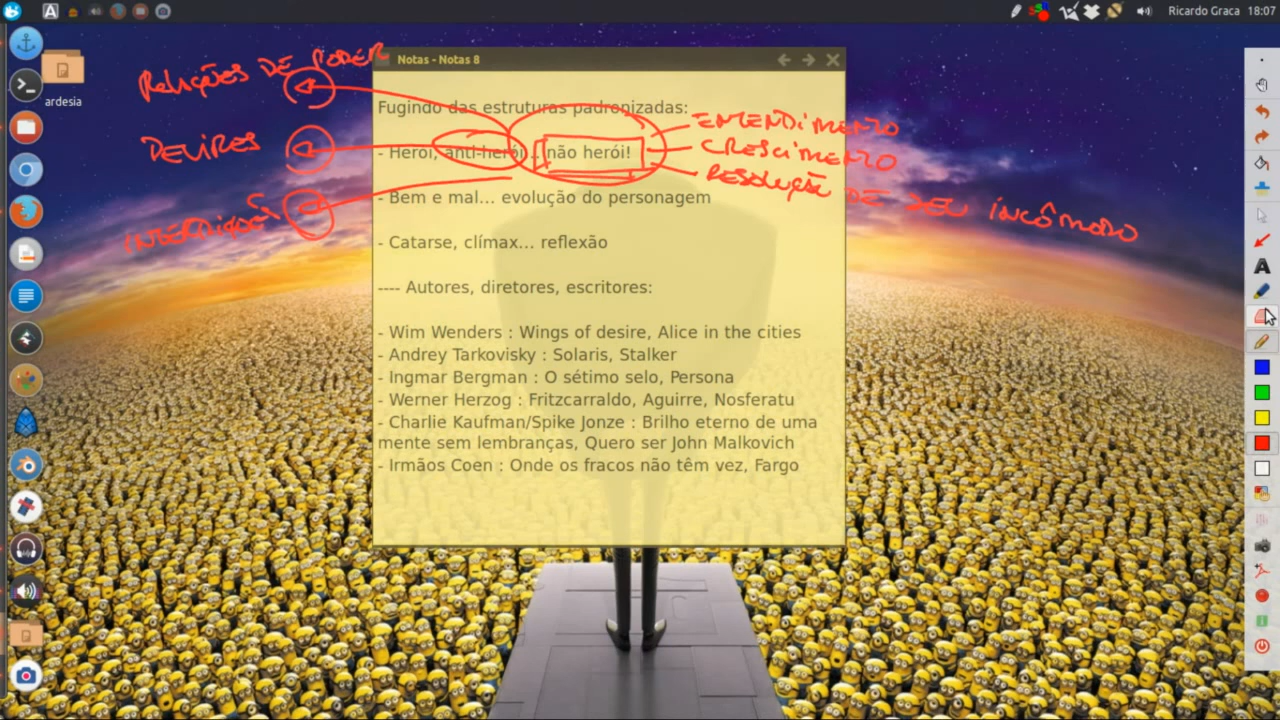 Ricardo Graca 18:07
ardesia
Notas - Notas 8
RELAÇÕES DE PODER
Fugindo das estruturas padronizadas:
ENTENDIMENTO
DEVIRES
- Herói, anti-herói... não herói!
CRESCIMENTO
RESOLUÇÃO DE SEU INCÔMODO
- Bem e mal... evolução do personagem
- Catarse, clímax... reflexão
---- Autores, diretores, escritores:
- Wim Wenders : Wings of desire, Alice in the cities
- Andrey Tarkovisky : Solaris, Stalker
- Ingmar Bergman : O sétimo selo, Persona
- Werner Herzog : Fritzcarraldo, Aguirre, Nosferatu
- Charlie Kaufman/Spike Jonze : Brilho eterno de uma
mente sem lembranças, Quero ser John Malkovich
- Irmãos Coen : Onde os fracos não têm vez, Fargo